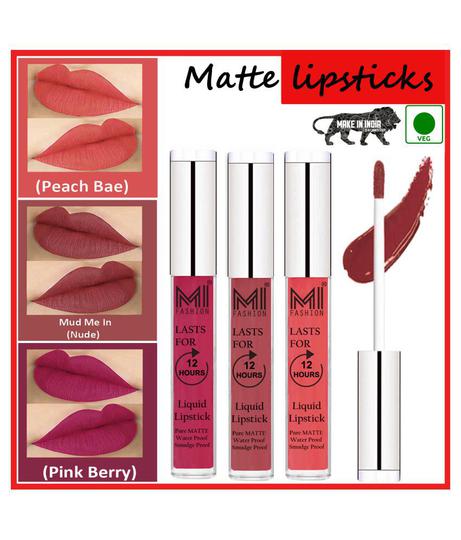 Matte lipsticks
MAKE IN INDIA
VEG
(Peach Bae)
Mud Me In
(Nude)
(Pink Berry)
MI
FASHION
LASTS
FOR
12
HOURS
Liquid
Lipstick
Pure MATTE
Water Proof
Smudge Proof
MI
FASHION
LASTS
FOR
12
HOURS
Liquid
Lipstick
Pure MATTE
Water Proof
Smudge Proof
MI
FASHION
LASTS
FOR
12
HOURS
Liquid
Lipstick
Pure MATTE
Water Proof
Smudge Proof